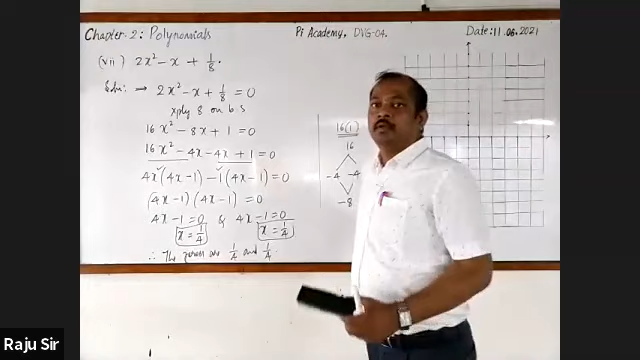 Chapter-2: Polynomials
Pi Academy, DVG-04.
Date: 11.06.2021
(vii) 2x² - x + 1/8.
Soln: ⇒ 2x² - x + 1/8 = 0
xply 8 on b.s
16x² - 8x + 1 = 0
16x² - 4x - 4x + 1 = 0
4x(4x-1) - 1(4x-1) = 0
(4x-1)(4x-1) = 0
4x-1=0 & 4x-1=0
x = 1/4 x = 1/4
∴ The zeroes are 1/4 and 1/4.
16(1)
16
-4 -4
-8
Raju Sir